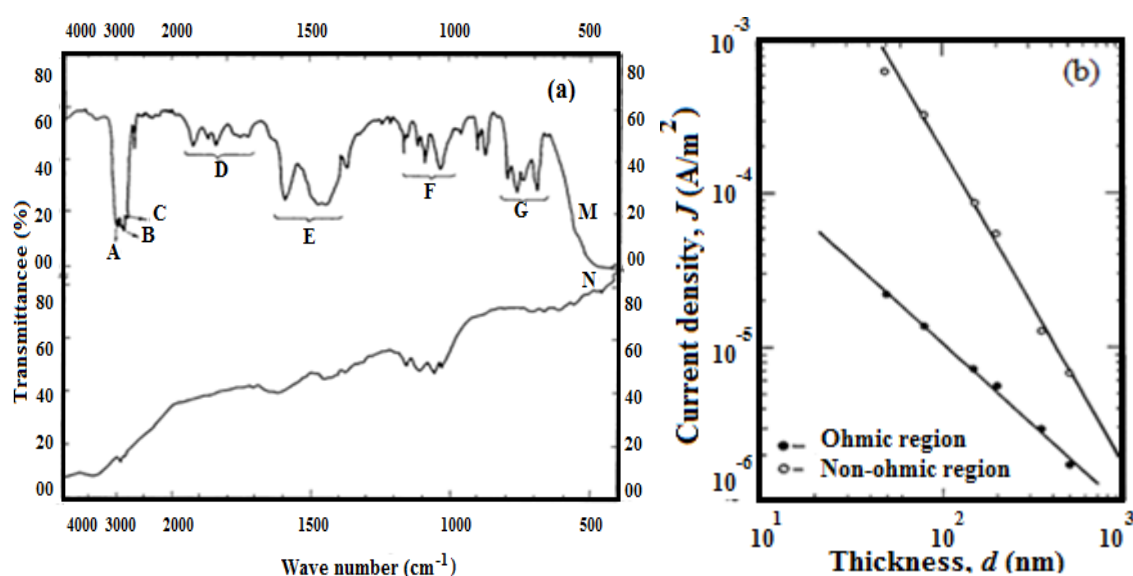 4000 3000 2000 1500 1000 500
(a)
80
60
40
20
00
80
60
40
20
00
80
60
40
20
00
80
60
40
20
00
A
B
C
D
E
F
G
M
N
Transmittancee (%)
4000 3000 2000 1500 1000 500
Wave number (cm-1)
(b)
10-3
10-4
10-5
10-6
Current density, J (A/m2)
Ohmic region
Non-ohmic region
101 102 103
Thickness, d (nm)